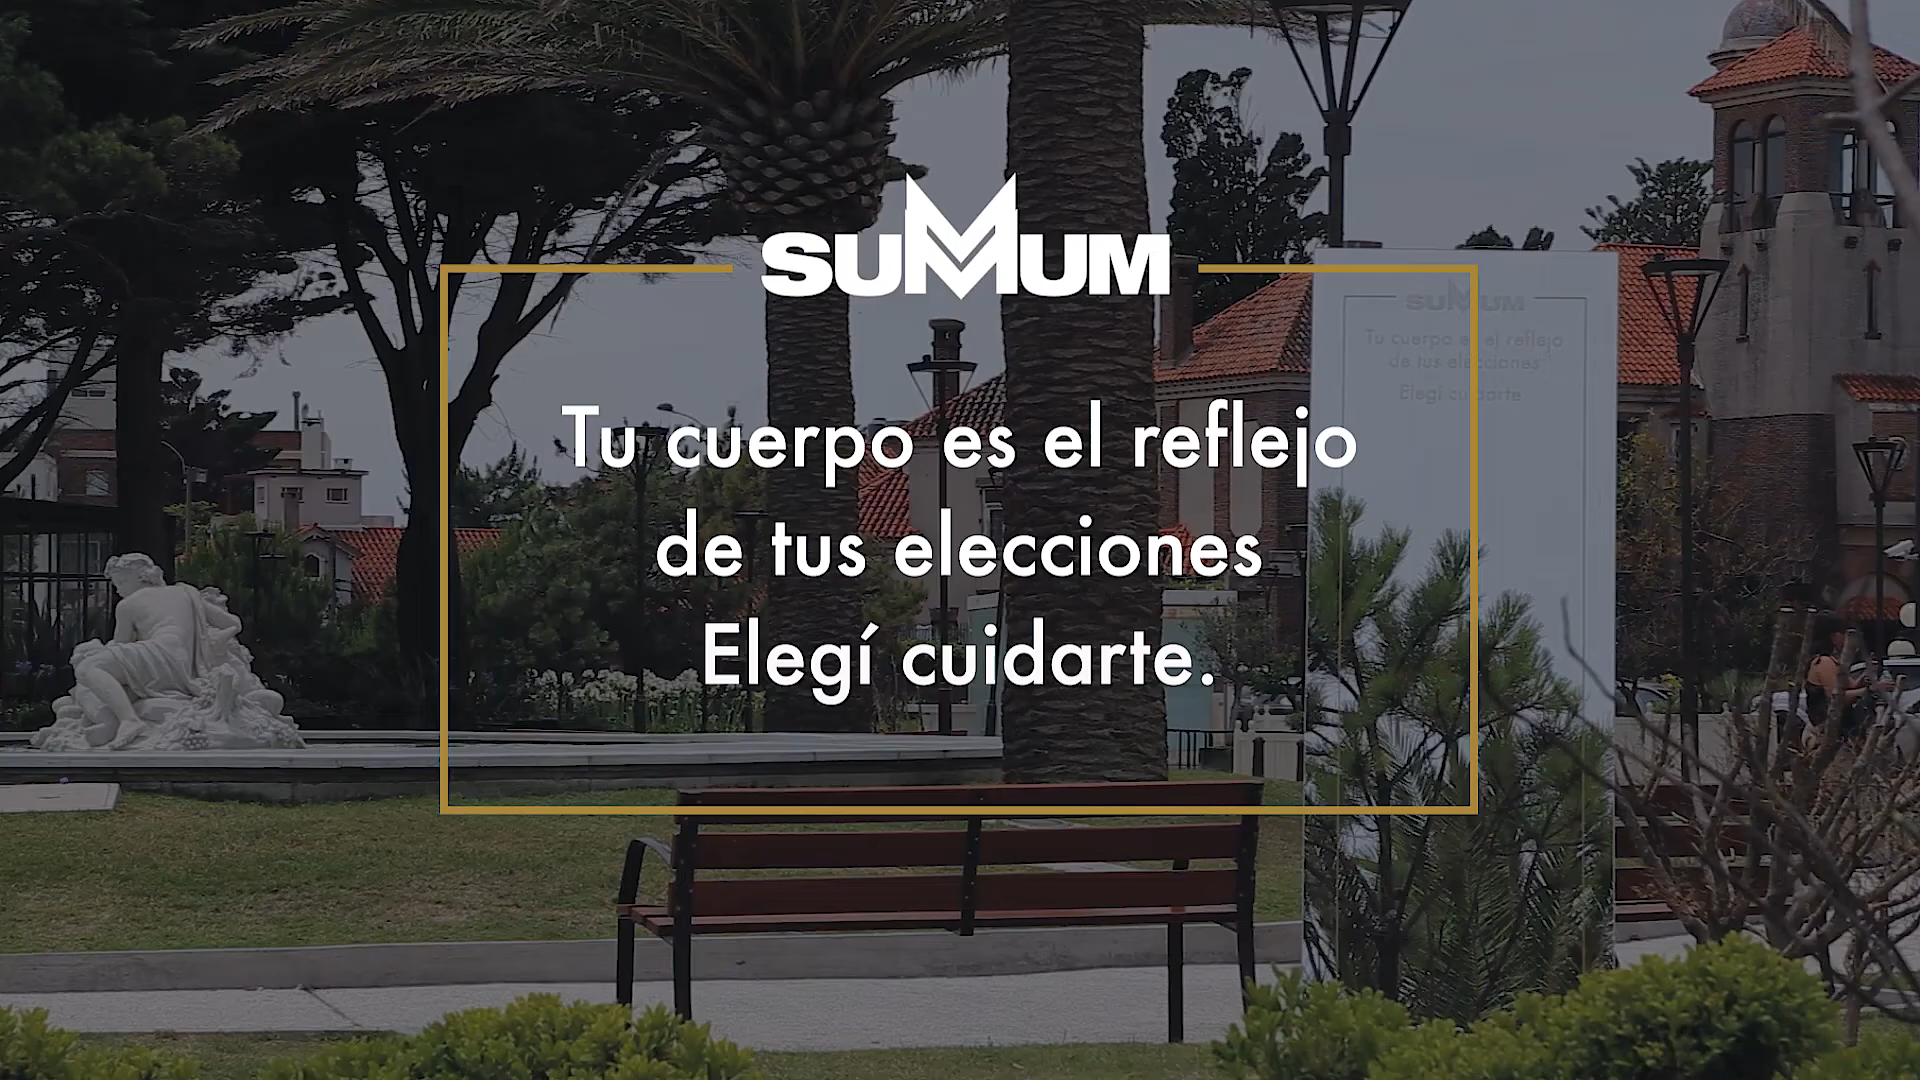 SUMMUM
Tu cuerpo es el reflejo
de tus elecciones
Elegí cuidarte.
SUMMUM
Tu cuerpo es el reflejo
de tus elecciones
Elegí cuidarte